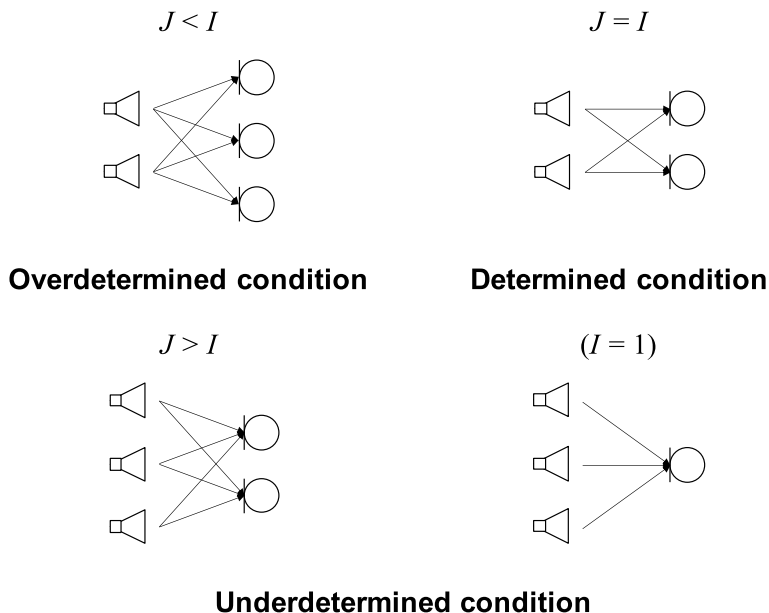 J < I
J = I
Overdetermined condition
Determined condition
J > I
(I = 1)
Underdetermined condition